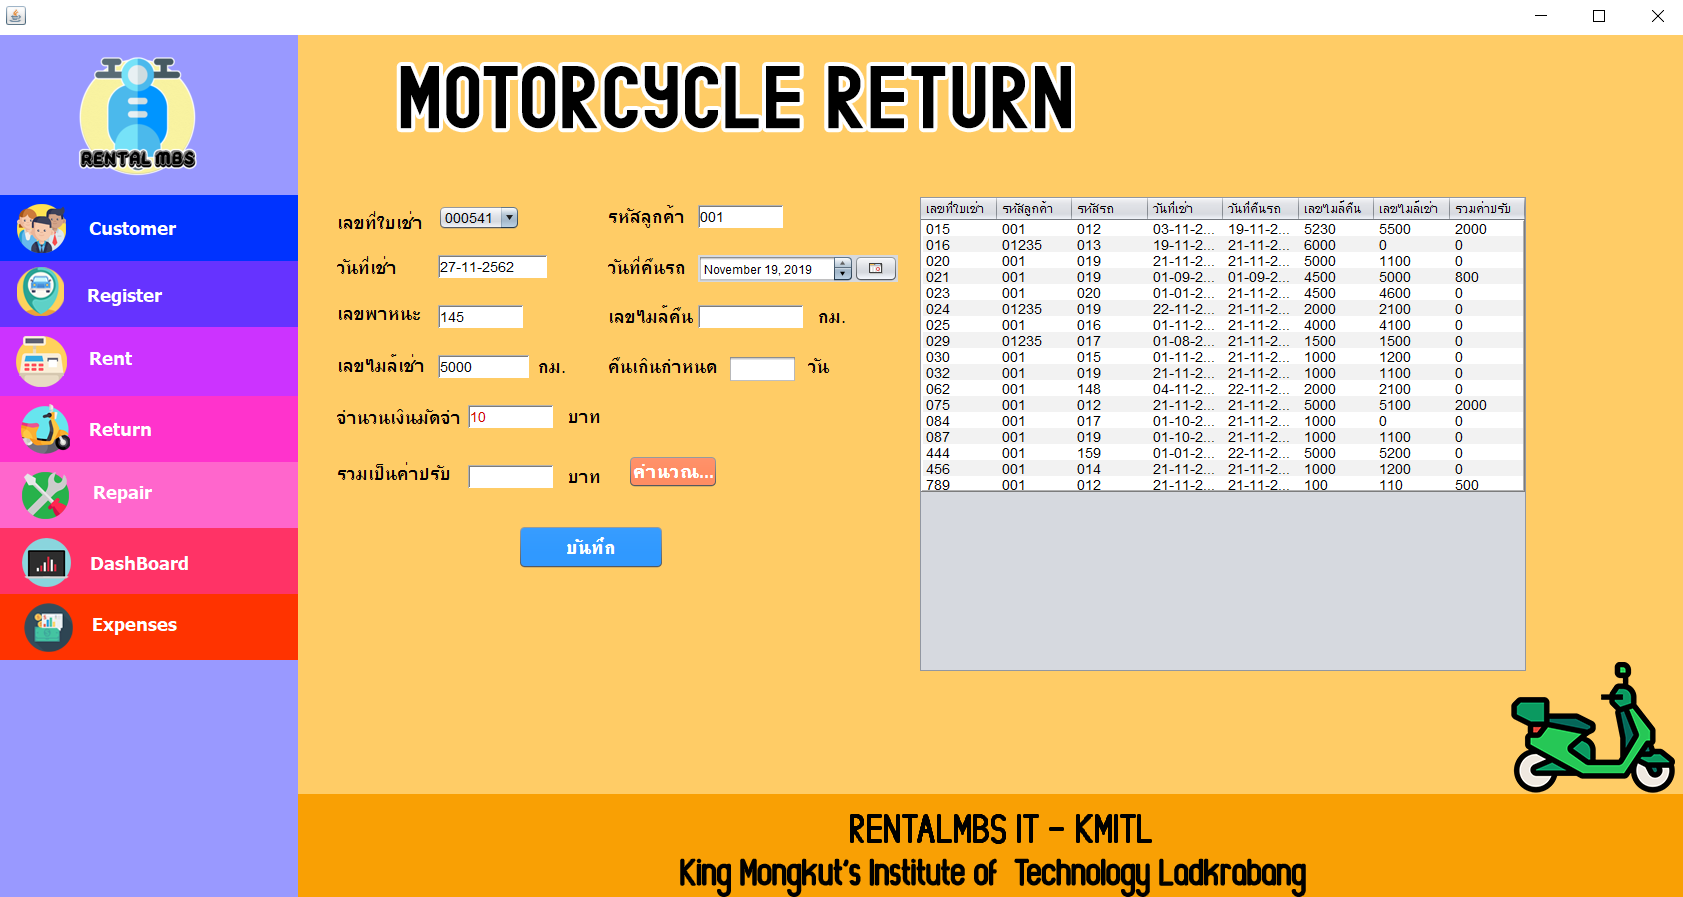 MOTORCYCLE RETURN
RENTAL MBS
Customer
Register
Rent
Return
Repair
DashBoard
Expenses
เลขที่ใบเช่า 000541 รหัสลูกค้า 001
วันที่เช่า 27-11-2562 วันที่คืนรถ November 19, 2019
เลขพาหนะ 145 เลขไมล์คืน กม.
เลขไมล์เช่า 5000 กม. คืนเกินกำหนด วัน
จำนวนเงินมัดจำ 10 บาท
รวมเป็นค่าปรับ บาท คำนวณ...
บันทึก
เลขที่ใบเช่า รหัสลูกค้า รหัสรถ วันที่เช่า วันที่คืนรถ เลขไมล์คืน เลขไมล์เช่า รวมค่าปรับ
015 001 012 03-11-2... 19-11-2... 5230 5500 2000
016 01235 013 19-11-2... 21-11-2... 6000 0 0
020 001 019 21-11-2... 21-11-2... 5000 1100 0
021 001 019 01-09-2... 01-09-2... 4500 5000 800
023 001 020 01-01-2... 21-11-2... 4500 4600 0
024 01235 019 22-11-2... 21-11-2... 2000 2100 0
025 001 016 01-11-2... 21-11-2... 4000 4100 0
029 01235 017 01-08-2... 21-11-2... 1500 1500 0
030 001 015 01-11-2... 21-11-2... 1000 1200 0
032 001 019 21-11-2... 21-11-2... 1000 1100 0
062 001 148 04-11-2... 22-11-2... 2000 2100 0
075 001 012 21-11-2... 21-11-2... 5000 5100 2000
084 001 017 01-10-2... 21-11-2... 1000 0 0
087 001 019 01-10-2... 21-11-2... 1000 1100 0
444 001 159 01-01-2... 22-11-2... 5000 5200 0
456 001 014 21-11-2... 21-11-2... 1000 1200 0
789 001 012 21-11-2... 21-11-2... 100 110 500
RENTALMBS IT - KMITL
King Mongkut's Institute of Technology Ladkrabang